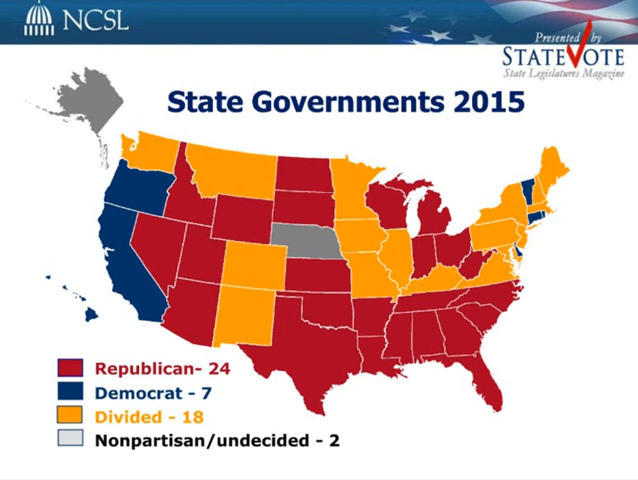 NCSL
Presented by
STATEVOTE
State Legislatures Magazine
State Governments 2015
Republican- 24
Democrat - 7
Divided - 18
Nonpartisan/undecided - 2